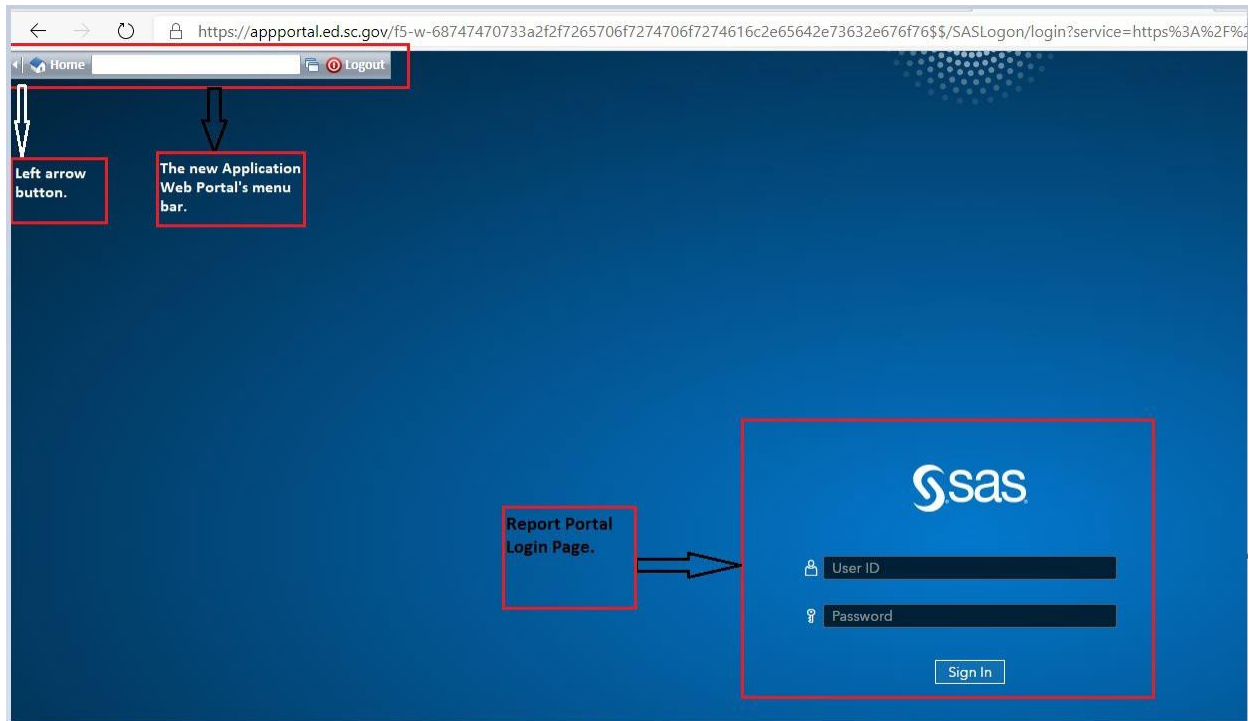 https://appportal.ed.sc.gov/f5-w-68747470733a2f2f7265706f7274706f7274616c2e65642e73632e676f76$$/SASLogon/login?service=https%3A%2F%2
Home
Logout
Left arrow
button.
The new Application
Web Portal's menu
bar.
sas
Report Portal
Login Page.
User ID
Password
Sign In